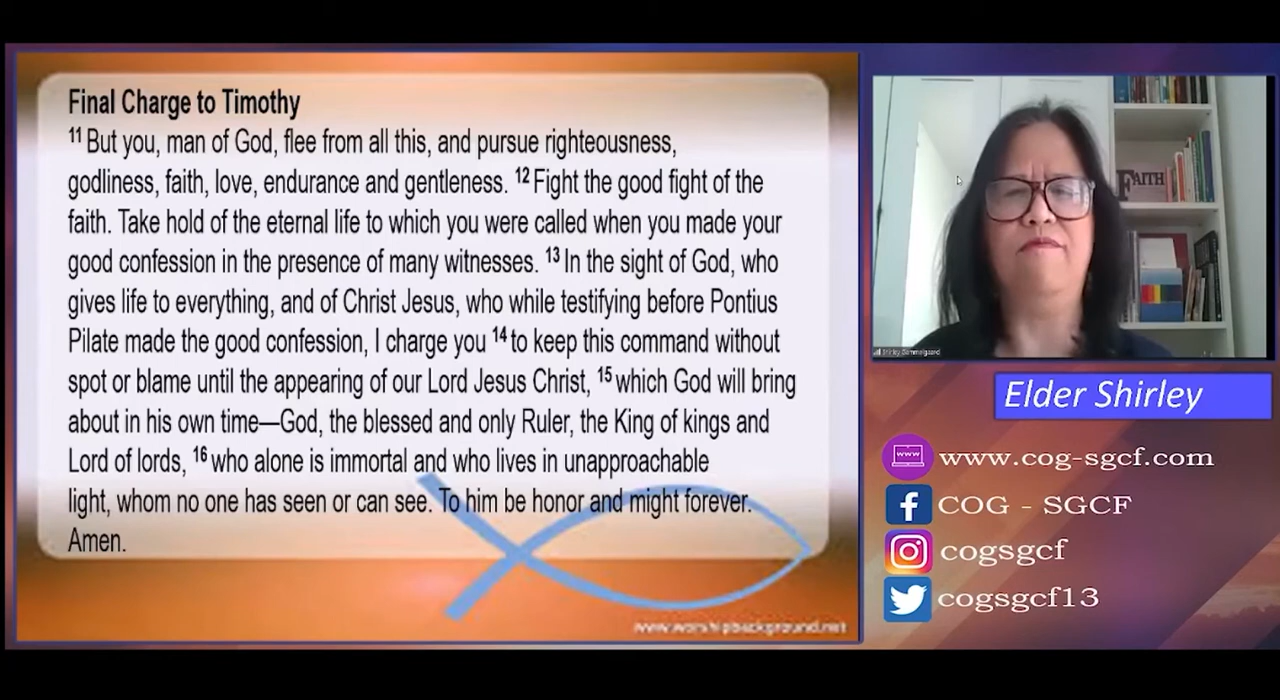 Final Charge to Timothy
11 But you, man of God, flee from all this, and pursue righteousness,
godliness, faith, love, endurance and gentleness. 12 Fight the good fight of the
faith. Take hold of the eternal life to which you were called when you made your
good confession in the presence of many witnesses. 13 In the sight of God, who
gives life to everything, and of Christ Jesus, who while testifying before Pontius
Pilate made the good confession, I charge you 14 to keep this command without
spot or blame until the appearing of our Lord Jesus Christ, 15 which God will bring
about in his own time—God, the blessed and only Ruler, the King of kings and
Lord of lords, 16 who alone is immortal and who lives in unapproachable
light, whom no one has seen or can see. To him be honor and might forever.
Amen.
www.worshipbackground.net
FAITH
Shirley
Elder Shirley
www
www.cog-sgcf.com
COG - SGCF
cogsgcf
cogsgcf13